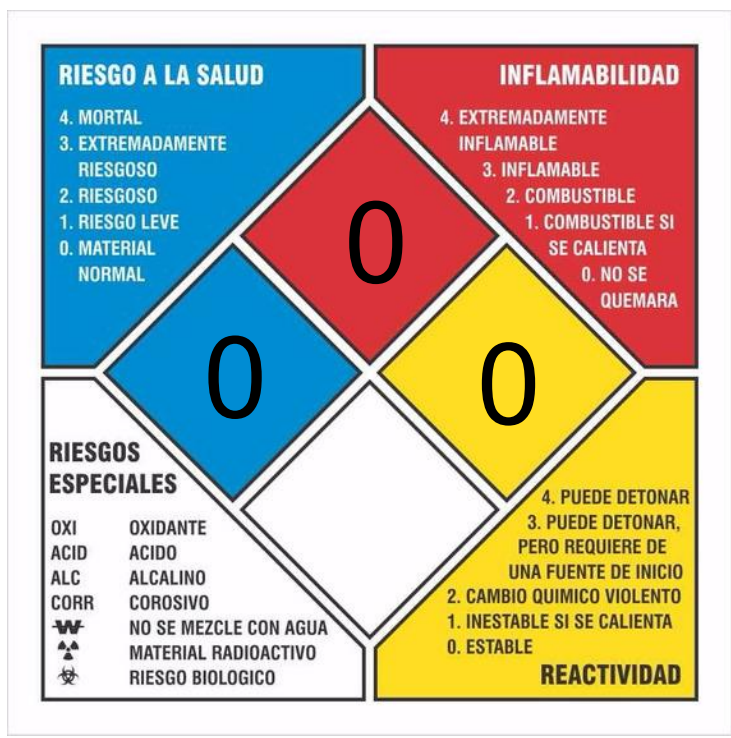 RIESGO A LA SALUD
4. MORTAL
3. EXTREMADAMENTE
RIESGOSO
2. RIESGOSO
1. RIESGO LEVE
0. MATERIAL
NORMAL
INFLAMABILIDAD
4. EXTREMADAMENTE
INFLAMABLE
3. INFLAMABLE
2. COMBUSTIBLE
1. COMBUSTIBLE SI
SE CALIENTA
0. NO SE
QUEMARA
0
0
0
RIESGOS
ESPECIALES
OXI OXIDANTE
ACID ACIDO
ALC ALCALINO
CORR COROSIVO
W NO SE MEZCLE CON AGUA
MATERIAL RADIOACTIVO
RIESGO BIOLOGICO
4. PUEDE DETONAR
3. PUEDE DETONAR,
PERO REQUIERE DE
UNA FUENTE DE INICIO
2. CAMBIO QUIMICO VIOLENTO
1. INESTABLE SI SE CALIENTA
0. ESTABLE
REACTIVIDAD